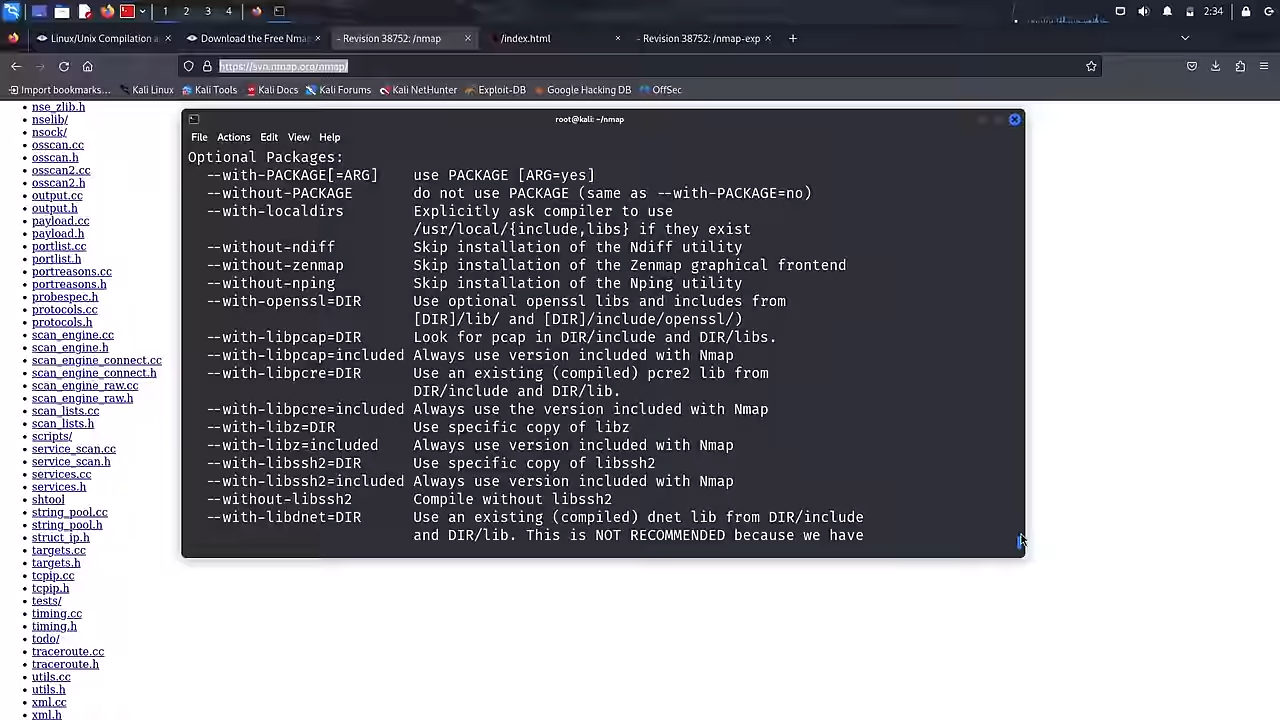 1 2 3 4 2:34
Linux/Unix Compilation a × Download the Free Nma × - Revision 38752: /nmap × /index.html × - Revision 38752: /nmap-exp × +
https://svn.nmap.org/nmap/
Import bookmarks... Kali Linux Kali Tools Kali Docs Kali Forums Kali NetHunter Exploit-DB Google Hacking DB OffSec
nse_zlib.h
nselib/
nsock/
osscan.cc
osscan.h
osscan2.cc
osscan2.h
output.cc
output.h
payload.cc
payload.h
portlist.cc
portlist.h
portreasons.cc
portreasons.h
probespec.h
protocols.cc
protocols.h
scan_engine.cc
scan_engine.h
scan_engine_connect.cc
scan_engine_connect.h
scan_engine_raw.cc
scan_engine_raw.h
scan_lists.cc
scan_lists.h
scripts/
service_scan.cc
service_scan.h
services.cc
services.h
shtool
string_pool.cc
string_pool.h
struct_ip.h
targets.cc
targets.h
tcpip.cc
tcpip.h
tests/
timing.cc
timing.h
todo/
traceroute.cc
traceroute.h
utils.cc
utils.h
xml.cc
xml.h
root@kali: ~/nmap
File Actions Edit View Help
Optional Packages:
--with-PACKAGE[=ARG] use PACKAGE [ARG=yes]
--without-PACKAGE do not use PACKAGE (same as --with-PACKAGE=no)
--with-localdirs Explicitly ask compiler to use
/usr/local/{include,libs} if they exist
--without-ndiff Skip installation of the Ndiff utility
--without-zenmap Skip installation of the Zenmap graphical frontend
--without-nping Skip installation of the Nping utility
--with-openssl=DIR Use optional openssl libs and includes from
[DIR]/lib/ and [DIR]/include/openssl/)
--with-libpcap=DIR Look for pcap in DIR/include and DIR/libs.
--with-libpcap=included Always use version included with Nmap
--with-libpcre=DIR Use an existing (compiled) pcre2 lib from
DIR/include and DIR/lib.
--with-libpcre=included Always use the version included with Nmap
--with-libz=DIR Use specific copy of libz
--with-libz=included Always use version included with Nmap
--with-libssh2=DIR Use specific copy of libssh2
--with-libssh2=included Always use version included with Nmap
--without-libssh2 Compile without libssh2
--with-libdnet=DIR Use an existing (compiled) dnet lib from DIR/include
and DIR/lib. This is NOT RECOMMENDED because we have